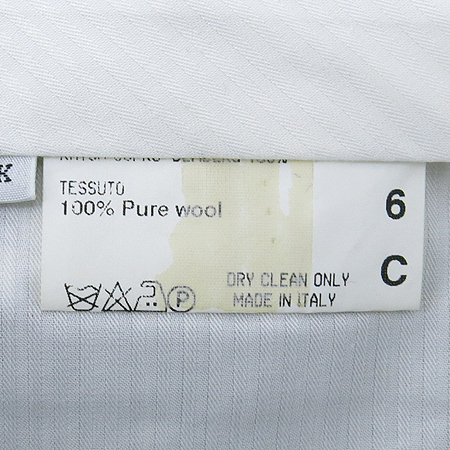 K
TESSUTO
100% Pure wool
6
C
P
DRY CLEAN ONLY
MADE IN ITALY